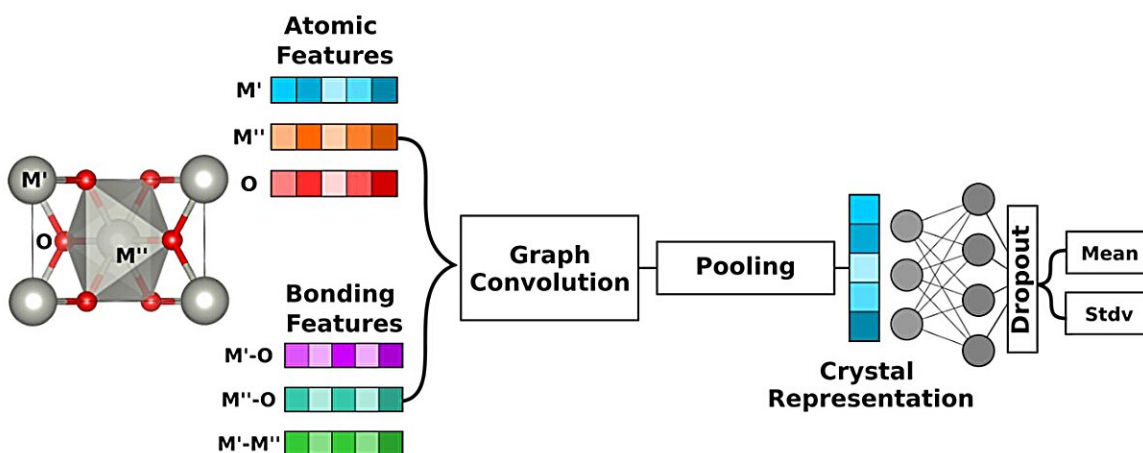 Atomic
Features
M'
M''
O
M'
O
M''
Bonding
Features
M'-O
M''-O
M'-M''
Graph
Convolution
Pooling
Crystal
Representation
Dropout
Mean
Stdv